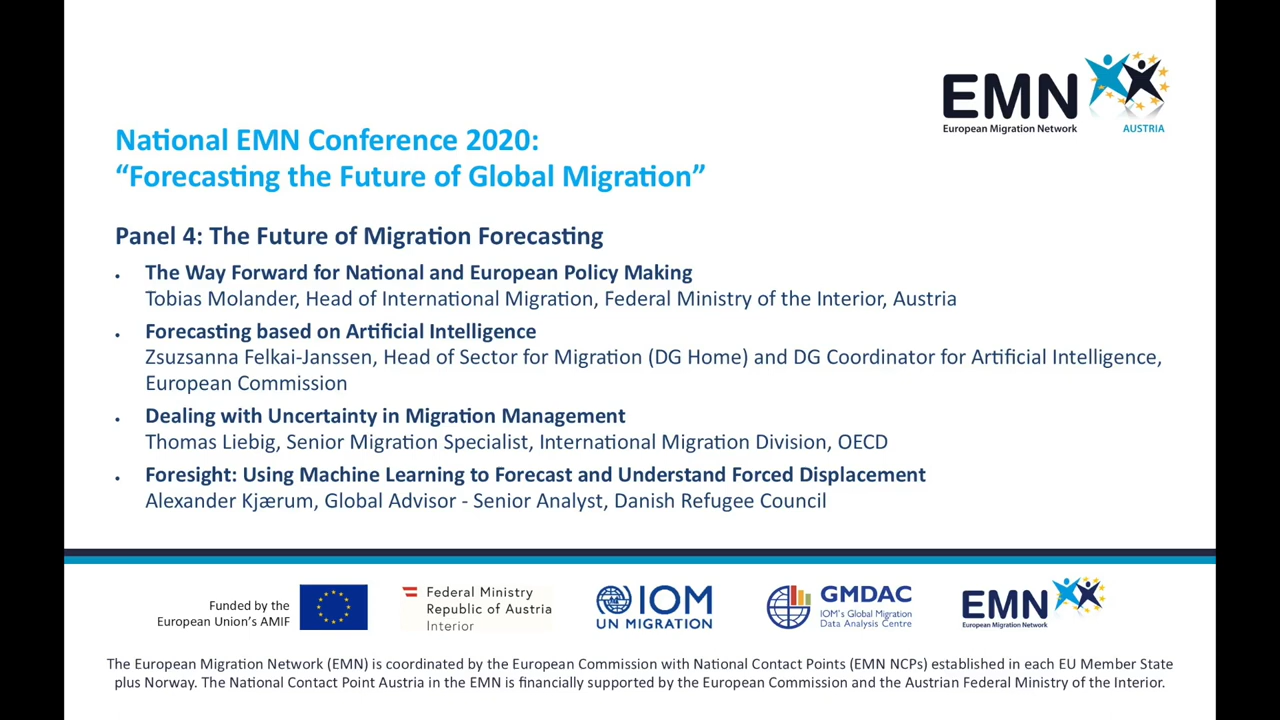 EMN
European Migration Network
AUSTRIA
National EMN Conference 2020:
“Forecasting the Future of Global Migration”
Panel 4: The Future of Migration Forecasting
• The Way Forward for National and European Policy Making
Tobias Molander, Head of International Migration, Federal Ministry of the Interior, Austria
• Forecasting based on Artificial Intelligence
Zsuzsanna Felkai-Janssen, Head of Sector for Migration (DG Home) and DG Coordinator for Artificial Intelligence,
European Commission
• Dealing with Uncertainty in Migration Management
Thomas Liebig, Senior Migration Specialist, International Migration Division, OECD
• Foresight: Using Machine Learning to Forecast and Understand Forced Displacement
Alexander Kjærum, Global Advisor - Senior Analyst, Danish Refugee Council
Funded by the
European Union’s AMIF
Federal Ministry
Republic of Austria
Interior
IOM
UN MIGRATION
GMDAC
IOM's Global Migration
Data Analysis Centre
EMN
European Migration Network
The European Migration Network (EMN) is coordinated by the European Commission with National Contact Points (EMN NCPs) established in each EU Member State
plus Norway. The National Contact Point Austria in the EMN is financially supported by the European Commission and the Austrian Federal Ministry of the Interior.